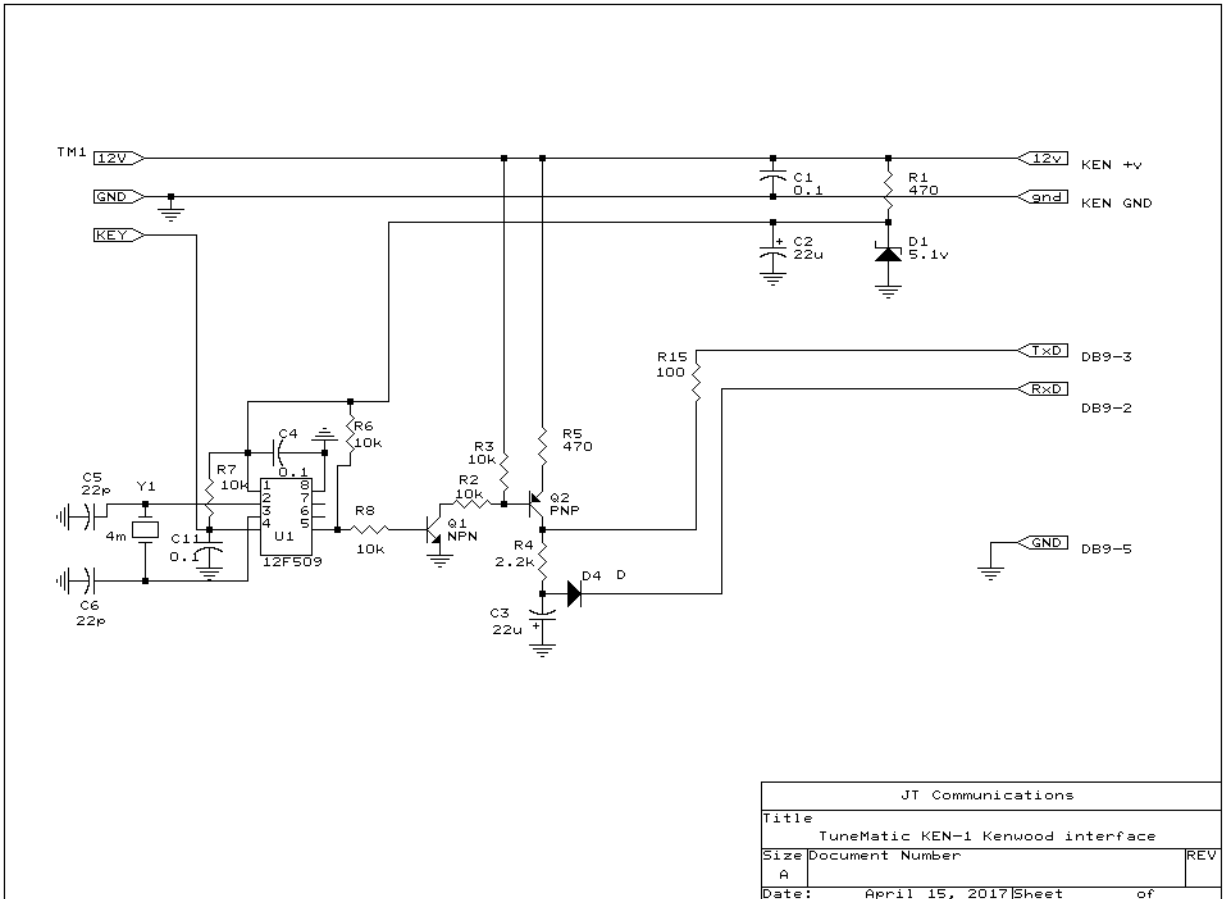 TM1 12V
12v KEN +v
C1
0.1
R1
470
GND
gnd KEN GND
KEY
C2
22u
D1
5.1v
R15
100
TxD DB9-3
RxD
DB9-2
R6
10k
C4
0.1
R5
470
R3
10k
R7
10k
R2
10k
C5
22p
Y1
4m
1 8
2 7
3 6
4 5
U1
12F509
Q2
PNP
Q1
NPN
R8
10k
C11
0.1
R4
2.2k
D4 D
GND DB9-5
C6
22p
C3
22u
+
+
JT Communications
Title
TuneMatic KEN-1 Kenwood interface
Size Document Number REV
A
Date: April 15, 2017 Sheet of